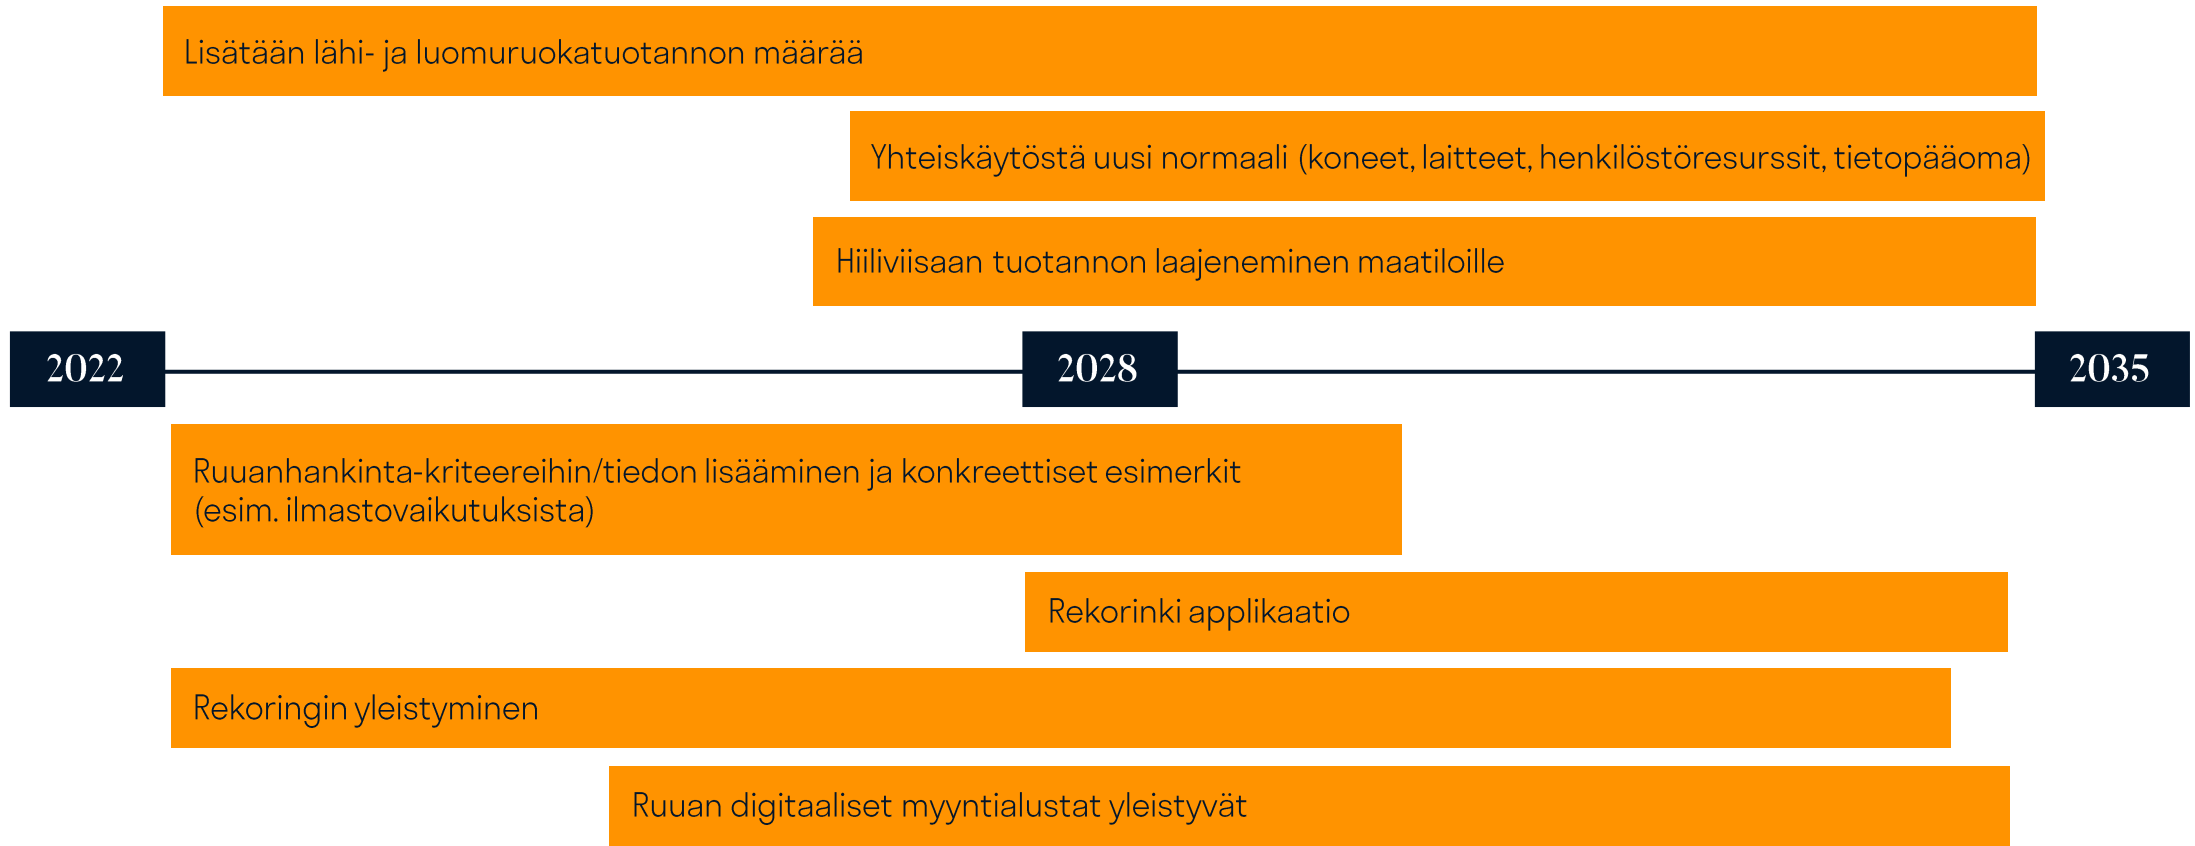 Lisätään lähi- ja luomuruokatuotannon määrää
Yhteiskäytöstä uusi normaali (koneet, laitteet, henkilöstöresurssit, tietopääoma)
Hiiliviisaan tuotannon laajeneminen maatiloille
2022
2028
2035
Ruuanhankinta-kriteereihin/tiedon lisääminen ja konkreettiset esimerkit
(esim. ilmastovaikutuksista)
Rekorinki applikaatio
Rekoringin yleistyminen
Ruuan digitaaliset myyntialustat yleistyvät